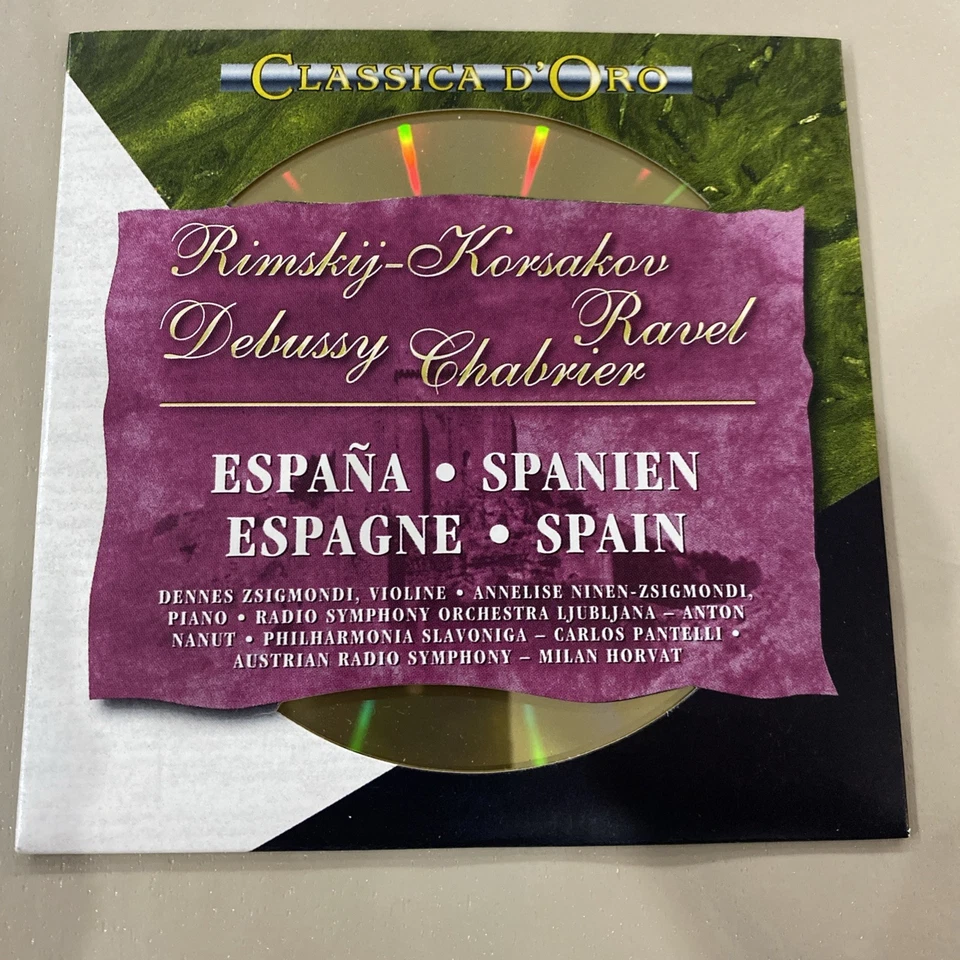 CLASSICA D'ORO
Rimskij-Korsakov
Debussy Ravel
Chabrier
ESPAÑA • SPANIEN
ESPAGNE • SPAIN
DENNES ZSIGMONDI, VIOLINE • ANNELISE NINEN-ZSIGMONDI,
PIANO • RADIO SYMPHONY ORCHESTRA LJUBLJANA – ANTON
NANUT • PHILHARMONIA SLAVONIGA – CARLOS PANTELLI •
AUSTRIAN RADIO SYMPHONY – MILAN HORVAT